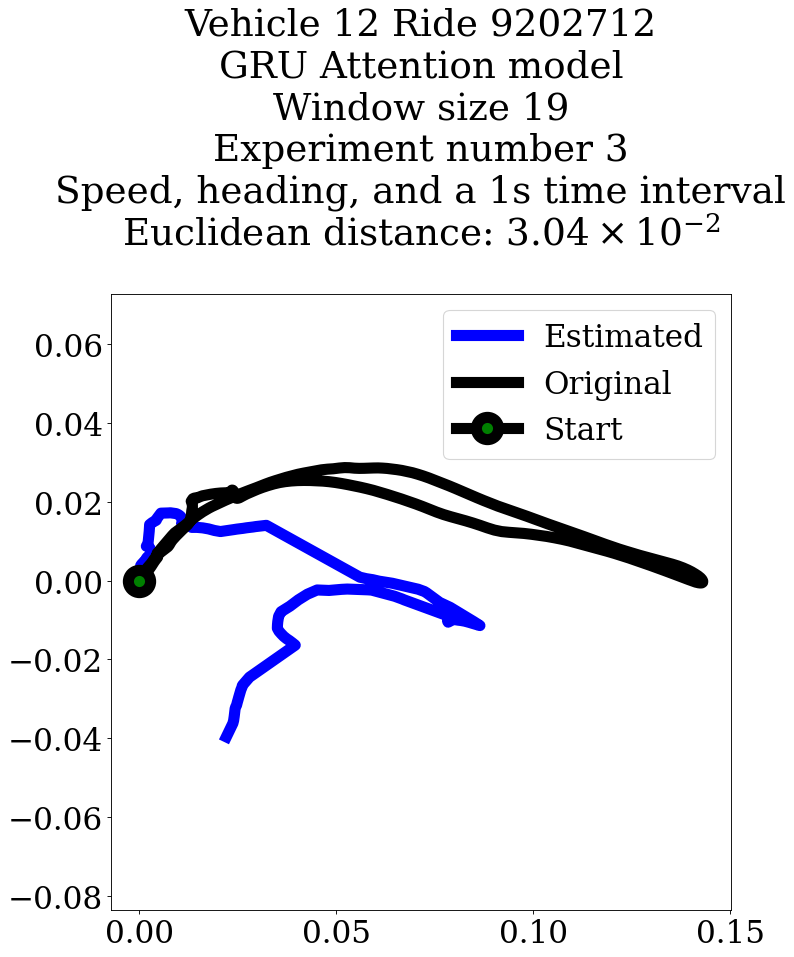 Vehicle 12 Ride 9202712
GRU Attention model
Window size 19
Experiment number 3
Speed, heading, and a 1s time interval
Euclidean distance: 3.04 × 10⁻²
Estimated
Original
Start
0.06
0.04
0.02
0.00
−0.02
−0.04
−0.06
−0.08
0.00 0.05 0.10 0.15